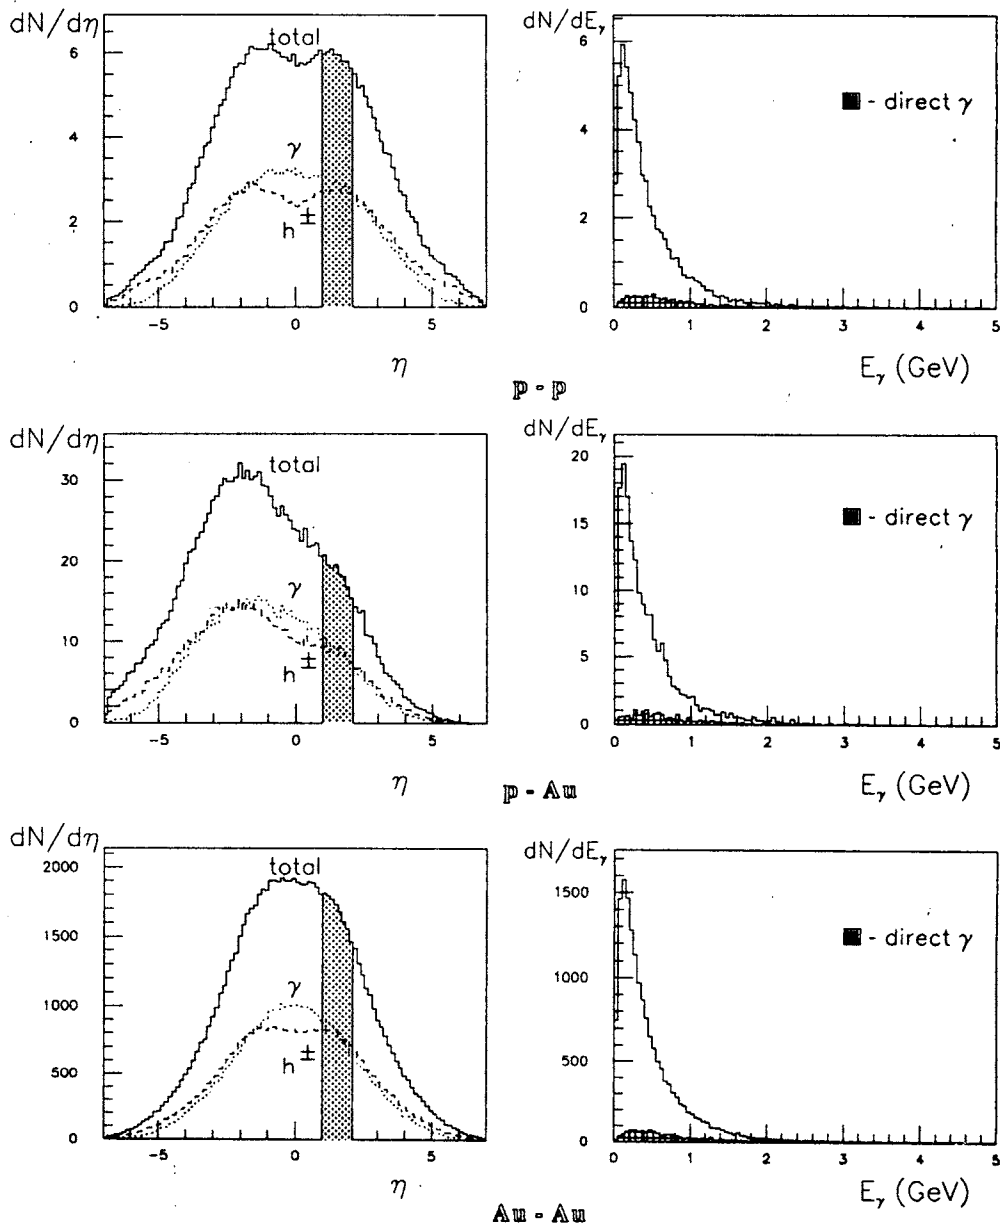 dN/dη
total
6
4
2
0
γ
h±
-5 0 5
η
dN/dEγ
6
4
2
0
- direct γ
0 1 2 3 4 5
Eγ (GeV)
p - p
dN/dη
total
30
20
10
0
γ
h±
-5 0 5
η
dN/dEγ
20
15
10
5
0
- direct γ
0 1 2 3 4 5
Eγ (GeV)
p - Au
dN/dη
total
2000
1500
1000
500
0
γ
h±
-5 0 5
η
dN/dEγ
1500
1000
500
0
- direct γ
0 1 2 3 4 5
Eγ (GeV)
Au - Au